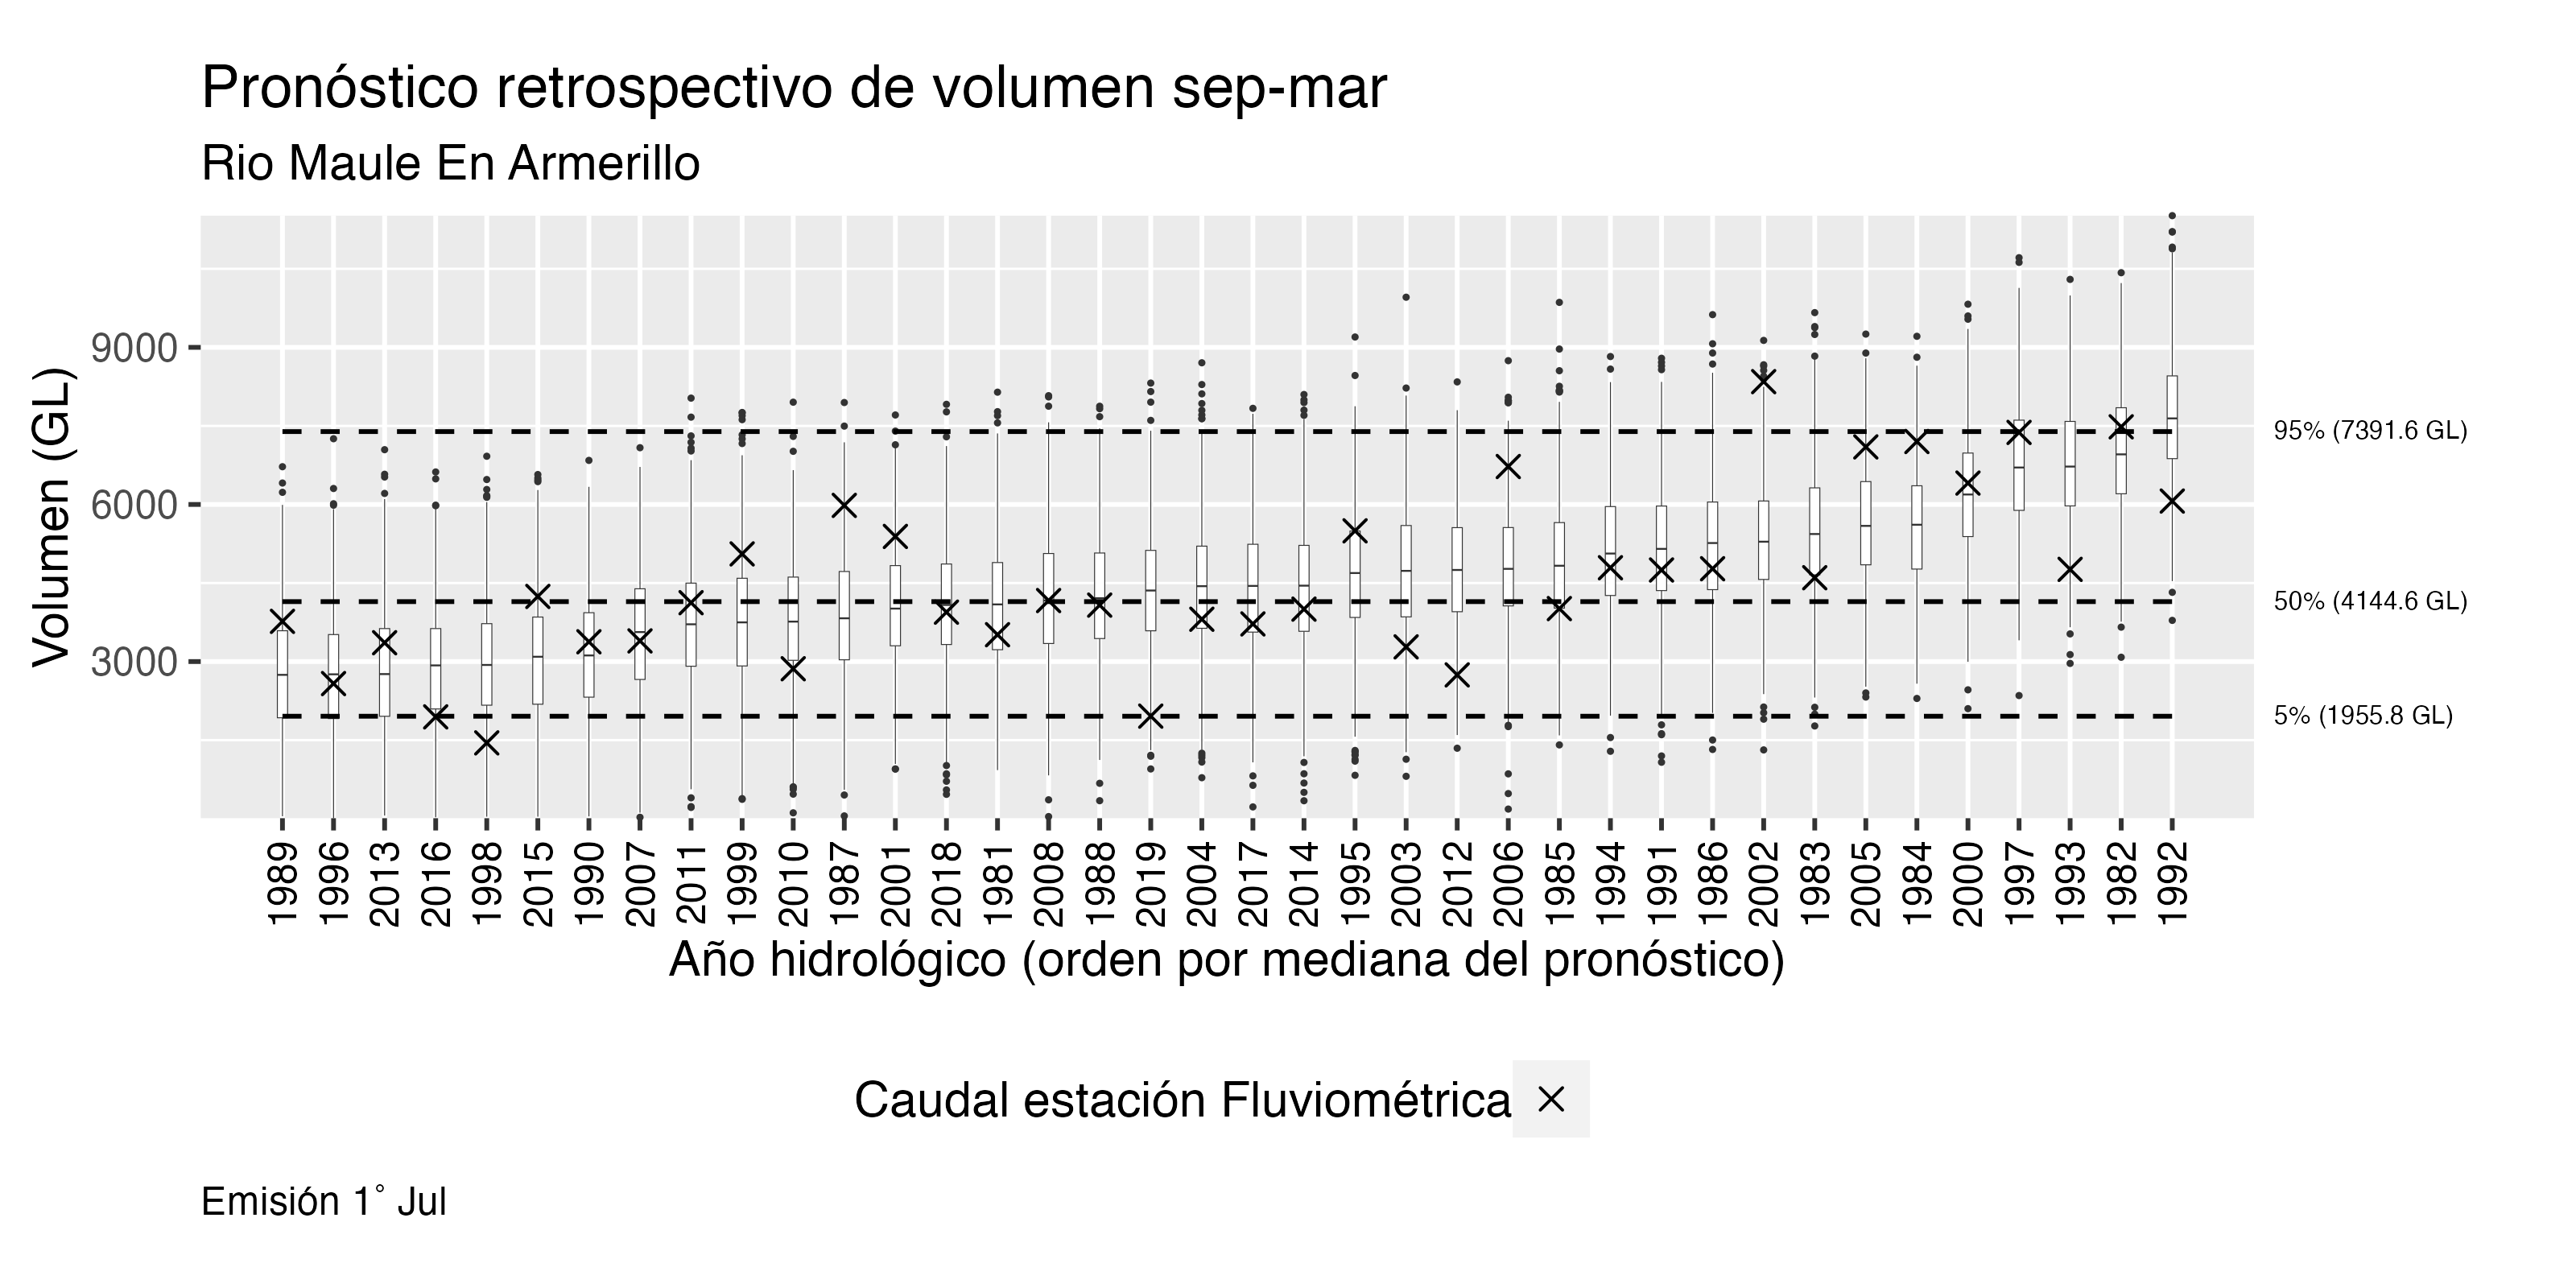 Pronóstico retrospectivo de volumen sep-mar
Rio Maule En Armerillo
Volumen (GL)
9000
6000
3000
95% (7391.6 GL)
50% (4144.6 GL)
5% (1955.8 GL)
1989 1996 2013 2016 1998 2015 1990 2007 2011 1999 2010 1987 2001 2018 1981 2008 1988 2019 2004 2017 2014 1995 2003 2012 2006 1985 1994 1991 1986 2002 1983 2005 1984 2000 1997 1993 1982 1992
Año hidrológico (orden por mediana del pronóstico)
Caudal estación Fluviométrica
Emisión 1° Jul